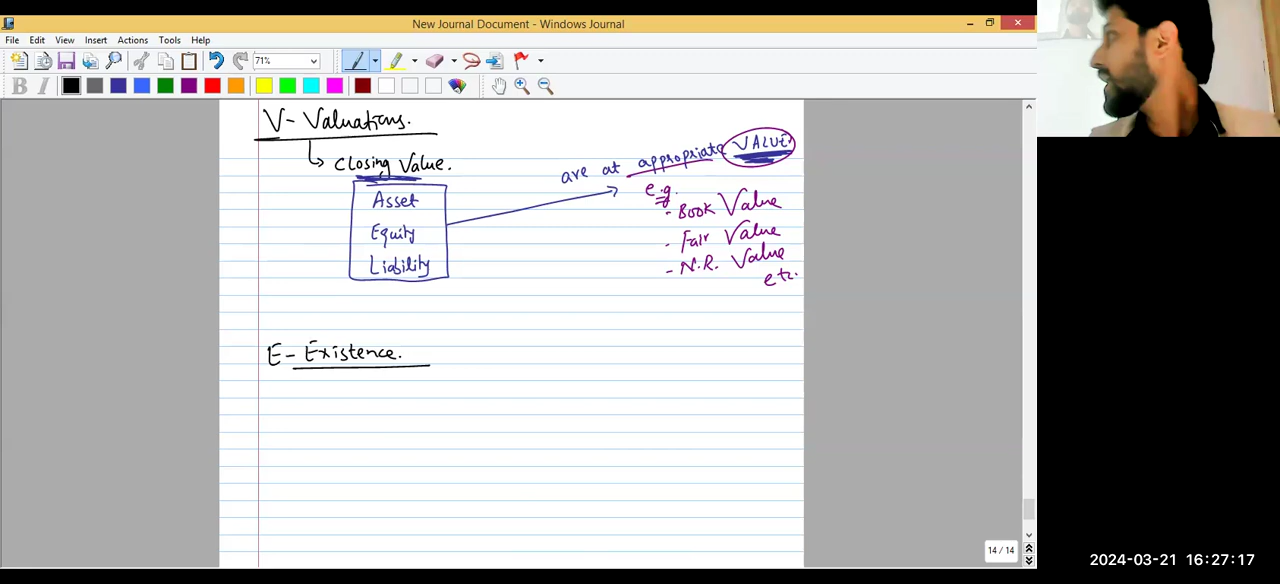 New Journal Document - Windows Journal
File Edit View Insert Actions Tools Help
71%
B I
V- Valuations.
Closing Value.
are at appropriate VALUE
Asset
Equity
Liability
e.g.
- Book Value
- Fair Value
- N.R. Value
etc.
E- Existence.
14 / 14
2024-03-21 16:27:17